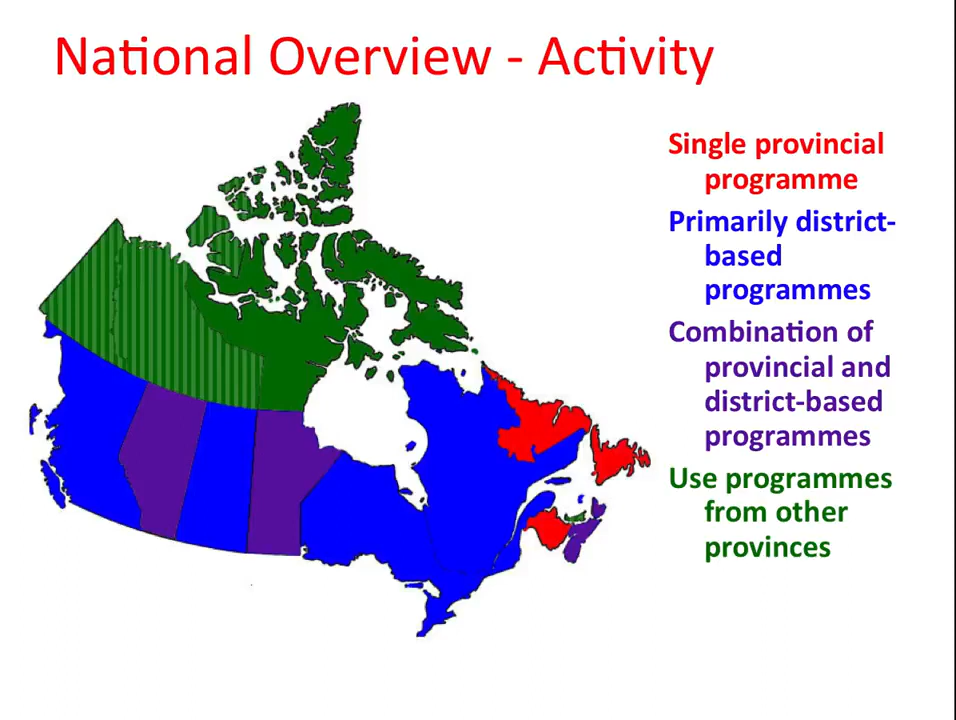 National Overview - Activity
Single provincial
programme
Primarily district-
based
programmes
Combination of
provincial and
district-based
programmes
Use programmes
from other
provinces